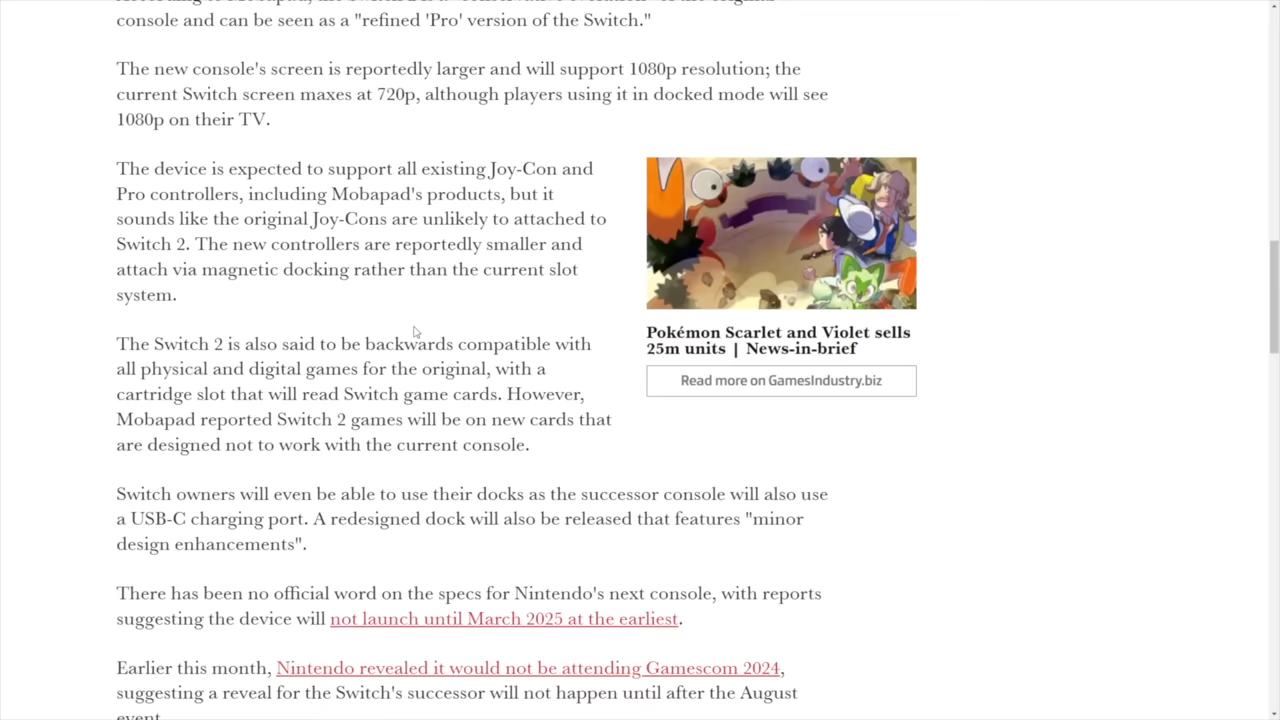 console and can be seen as a "refined 'Pro' version of the Switch."
The new console's screen is reportedly larger and will support 1080p resolution; the
current Switch screen maxes at 720p, although players using it in docked mode will see
1080p on their TV.
The device is expected to support all existing Joy-Con and
Pro controllers, including Mobapad's products, but it
sounds like the original Joy-Cons are unlikely to attached to
Switch 2. The new controllers are reportedly smaller and
attach via magnetic docking rather than the current slot
system.
The Switch 2 is also said to be backwards compatible with
all physical and digital games for the original, with a
cartridge slot that will read Switch game cards. However,
Mobapad reported Switch 2 games will be on new cards that
are designed not to work with the current console.
Pokémon Scarlet and Violet sells
25m units | News-in-brief
Read more on GamesIndustry.biz
Switch owners will even be able to use their docks as the successor console will also use
a USB-C charging port. A redesigned dock will also be released that features "minor
design enhancements".
There has been no official word on the specs for Nintendo's next console, with reports
suggesting the device will not launch until March 2025 at the earliest.
Earlier this month, Nintendo revealed it would not be attending Gamescom 2024,
suggesting a reveal for the Switch's successor will not happen until after the August
event.